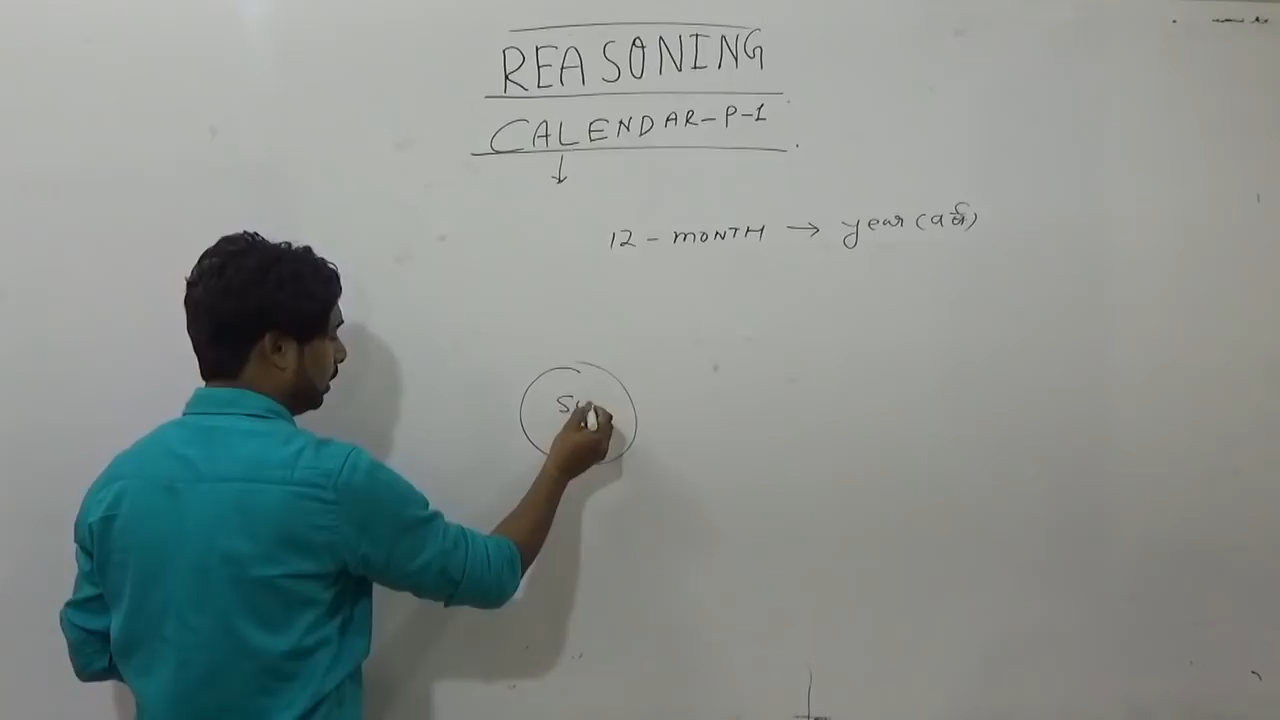 REASONING
CALENDAR-P-1
12-MONTH → year (वर्ष)